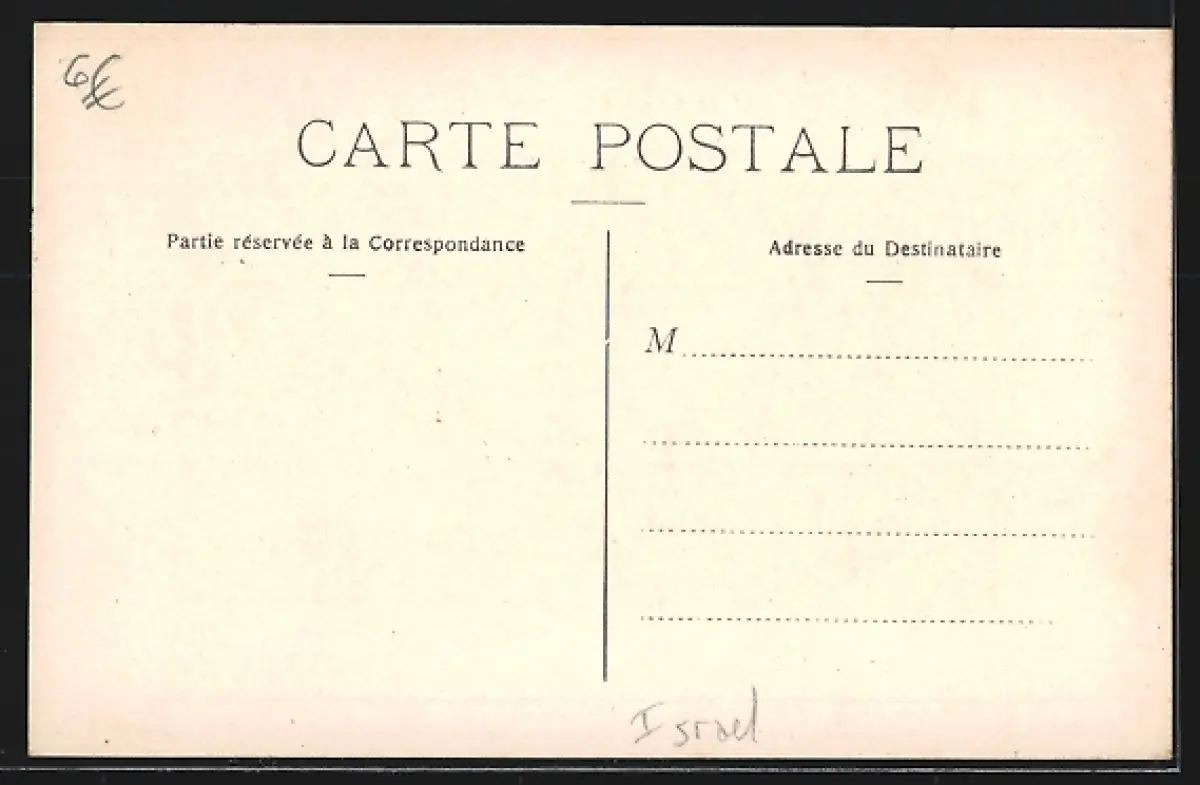 6€
CARTE POSTALE
Partie réservée à la Correspondance
Adresse du Destinataire
M
Israel